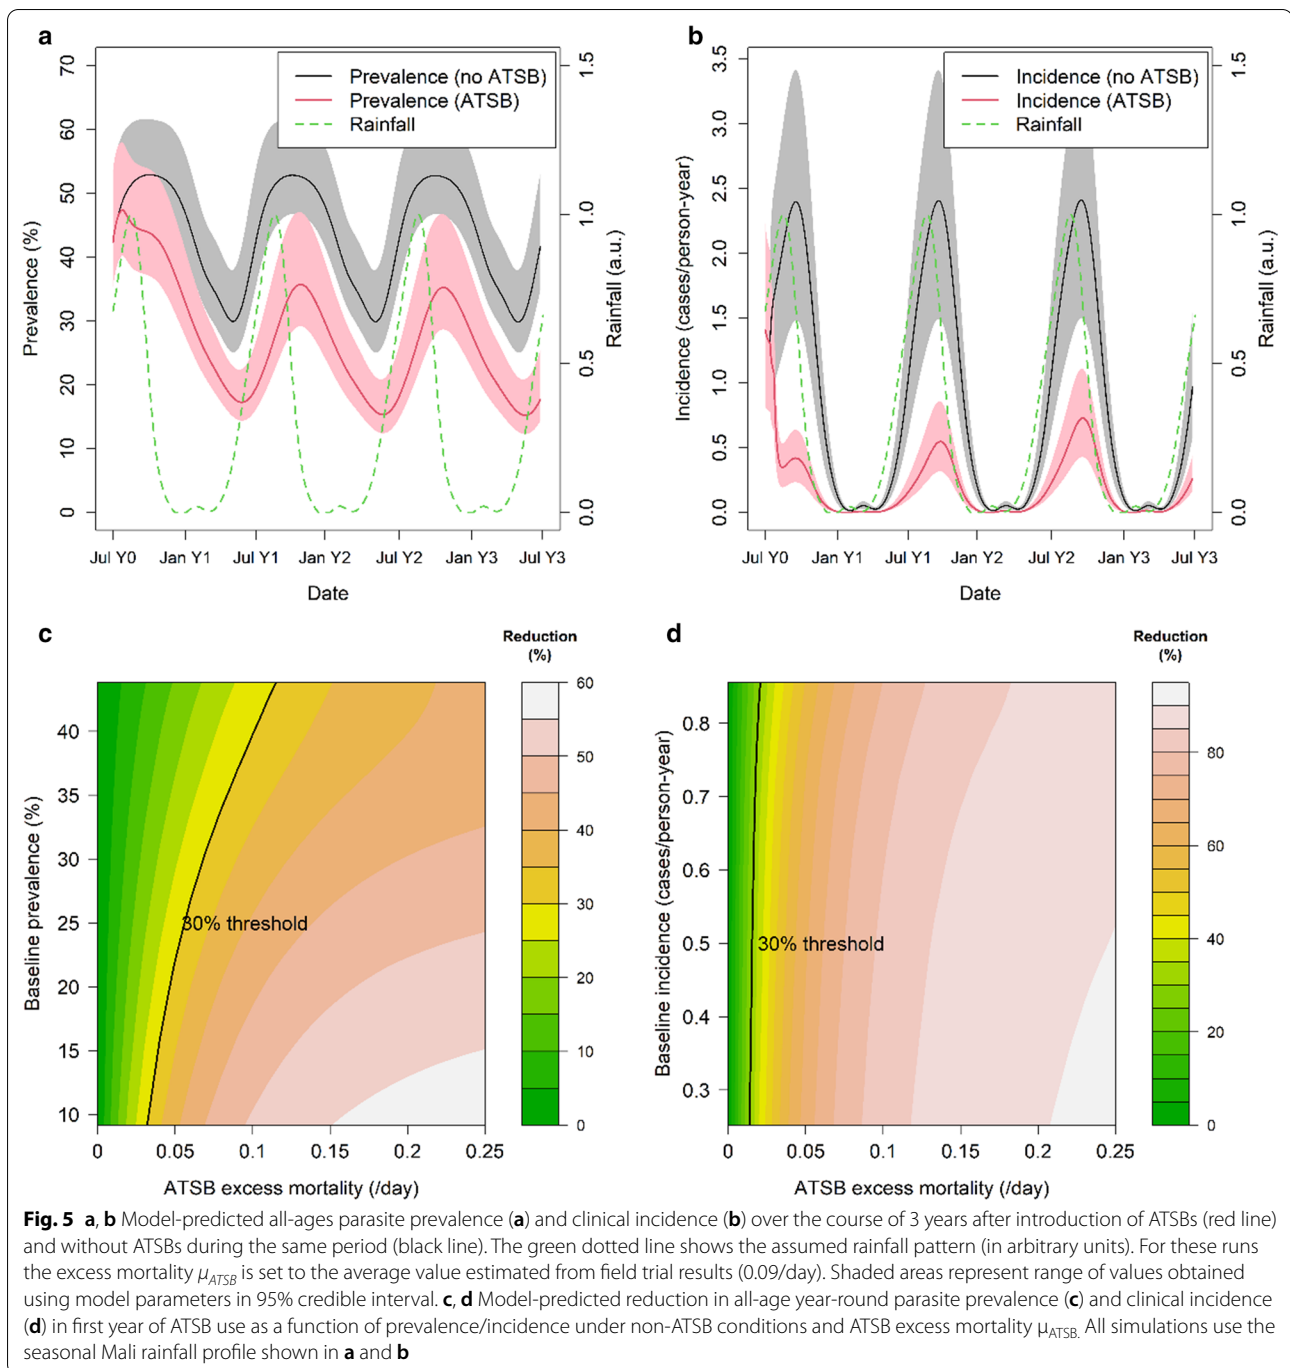 a
70
60
50
40
30
20
10
0
Prevalence (%)
Prevalence (no ATSB)
Prevalence (ATSB)
Rainfall
1.5
1.0
0.5
0.0
Rainfall (a.u.)
Jul Y0 Jan Y1 Jul Y1 Jan Y2 Jul Y2 Jan Y3 Jul Y3
Date
b
3.5
3.0
2.5
2.0
1.5
1.0
0.5
0.0
Incidence (cases/person-year)
Incidence (no ATSB)
Incidence (ATSB)
Rainfall
1.5
1.0
0.5
0.0
Rainfall (a.u.)
Jul Y0 Jan Y1 Jul Y1 Jan Y2 Jul Y2 Jan Y3 Jul Y3
Date
c
Reduction
(%)
40
35
30
25
20
15
10
Baseline prevalence (%)
30% threshold
60
50
40
30
20
10
0
0 0.05 0.1 0.15 0.2 0.25
ATSB excess mortality (/day)
d
Reduction
(%)
0.8
0.7
0.6
0.5
0.4
0.3
Baseline incidence (cases/person-year)
30% threshold
80
60
40
20
0
0 0.05 0.1 0.15 0.2 0.25
ATSB excess mortality (/day)
Fig. 5 a, b Model-predicted all-ages parasite prevalence (a) and clinical incidence (b) over the course of 3 years after introduction of ATSBs (red line)
and without ATSBs during the same period (black line). The green dotted line shows the assumed rainfall pattern (in arbitrary units). For these runs
the excess mortality μATSB is set to the average value estimated from field trial results (0.09/day). Shaded areas represent range of values obtained
using model parameters in 95% credible interval. c, d Model-predicted reduction in all-age year-round parasite prevalence (c) and clinical incidence
(d) in first year of ATSB use as a function of prevalence/incidence under non-ATSB conditions and ATSB excess mortality μATSB. All simulations use the
seasonal Mali rainfall profile shown in a and b